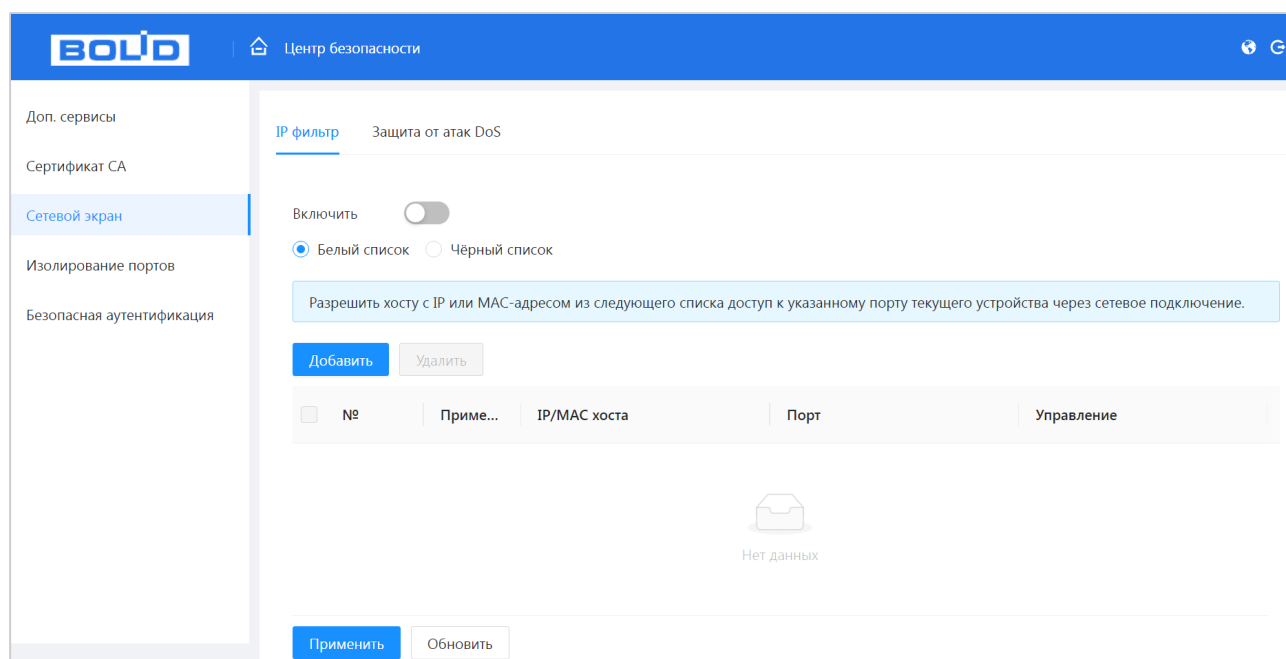 BOLID
Центр безопасности
Доп. сервисы
Сертификат CA
Сетевой экран
Изолирование портов
Безопасная аутентификация
IP фильтр Защита от атак DoS
Включить
Белый список Чёрный список
Разрешить хосту с IP или MAC-адресом из следующего списка доступ к указанному порту текущего устройства через сетевое подключение.
Добавить Удалить
№ Приме... IP/MAC хоста Порт Управление
Нет данных
Применить Обновить